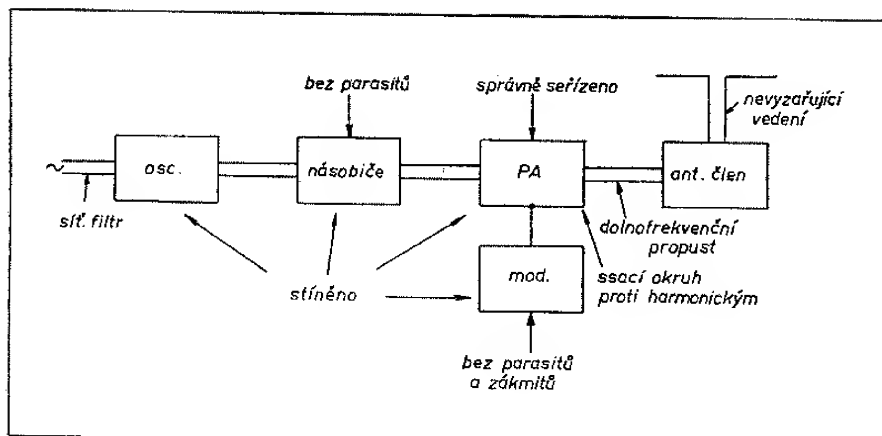 bez parasitů
správně seřízeno
nevyzařující
vedení
osc.
násobiče
PA
ant. člen
síť. filtr
dolnofrekvenční
propust
stíněno
mod.
ssací okruh
proti harmonickým
bez parasitů
a zákmitů